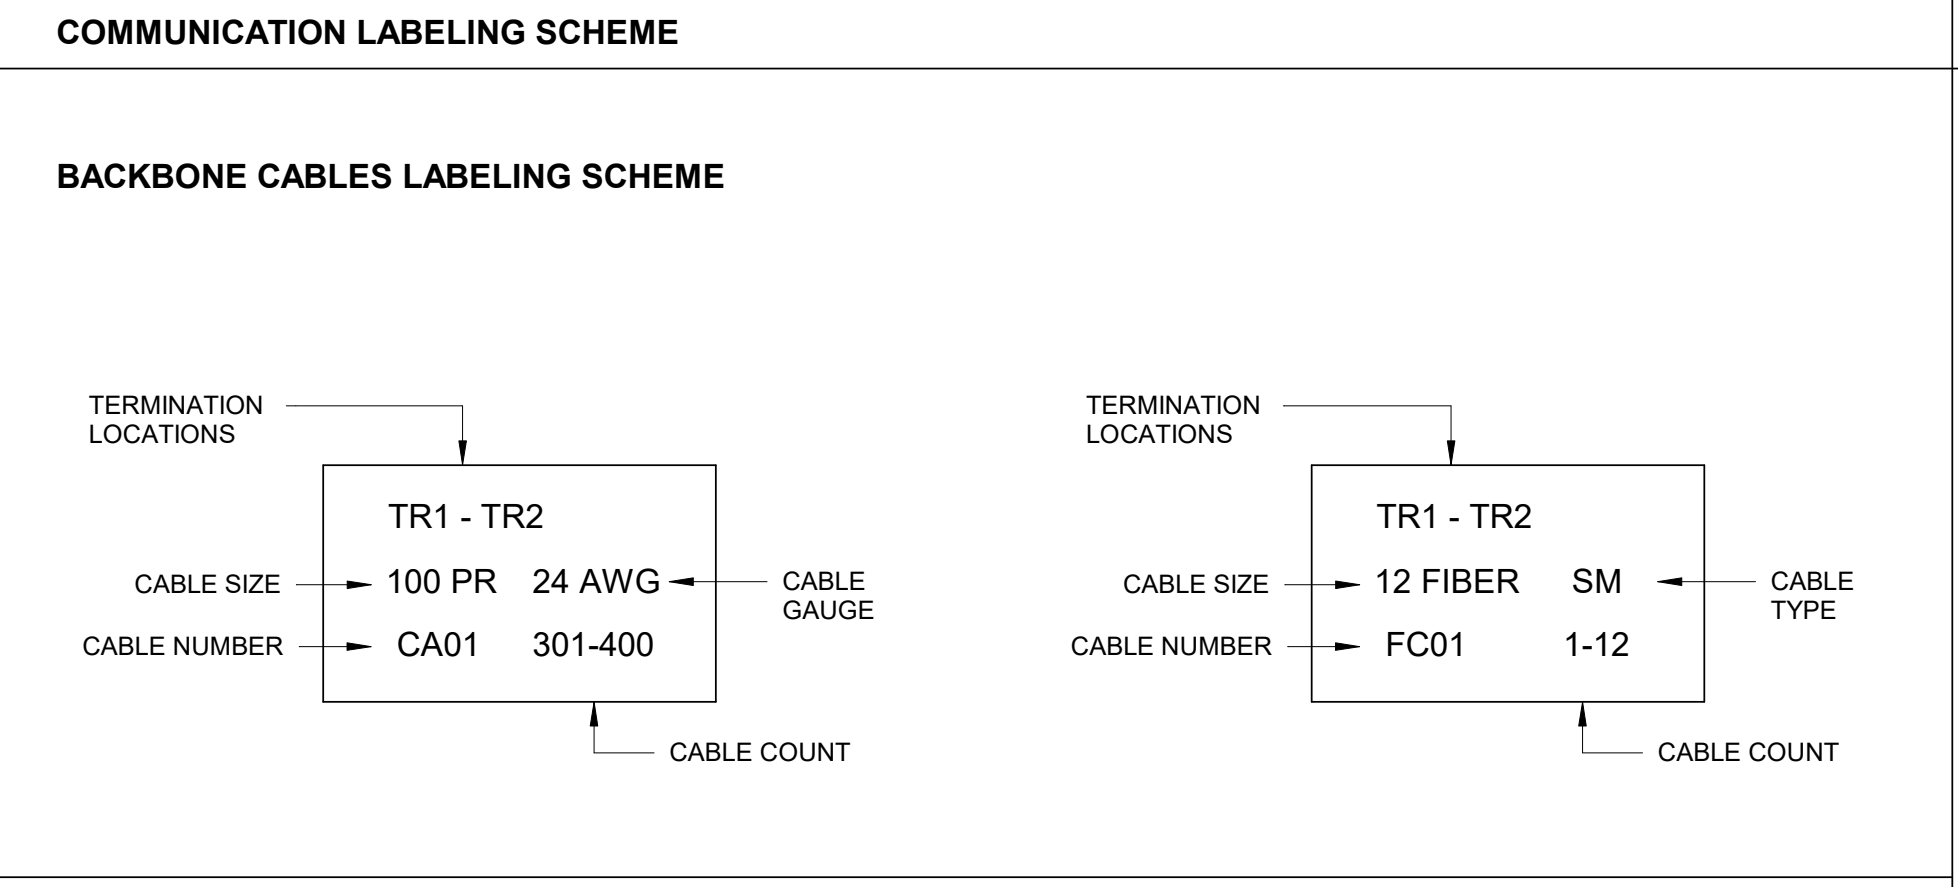 COMMUNICATION LABELING SCHEME
BACKBONE CABLES LABELING SCHEME
TERMINATION
LOCATIONS
TR1 - TR2
CABLE SIZE
100 PR 24 AWG
CABLE
GAUGE
CABLE NUMBER
CA01 301-400
CABLE COUNT
TERMINATION
LOCATIONS
TR1 - TR2
CABLE SIZE
12 FIBER SM
CABLE
TYPE
CABLE NUMBER
FC01 1-12
CABLE COUNT